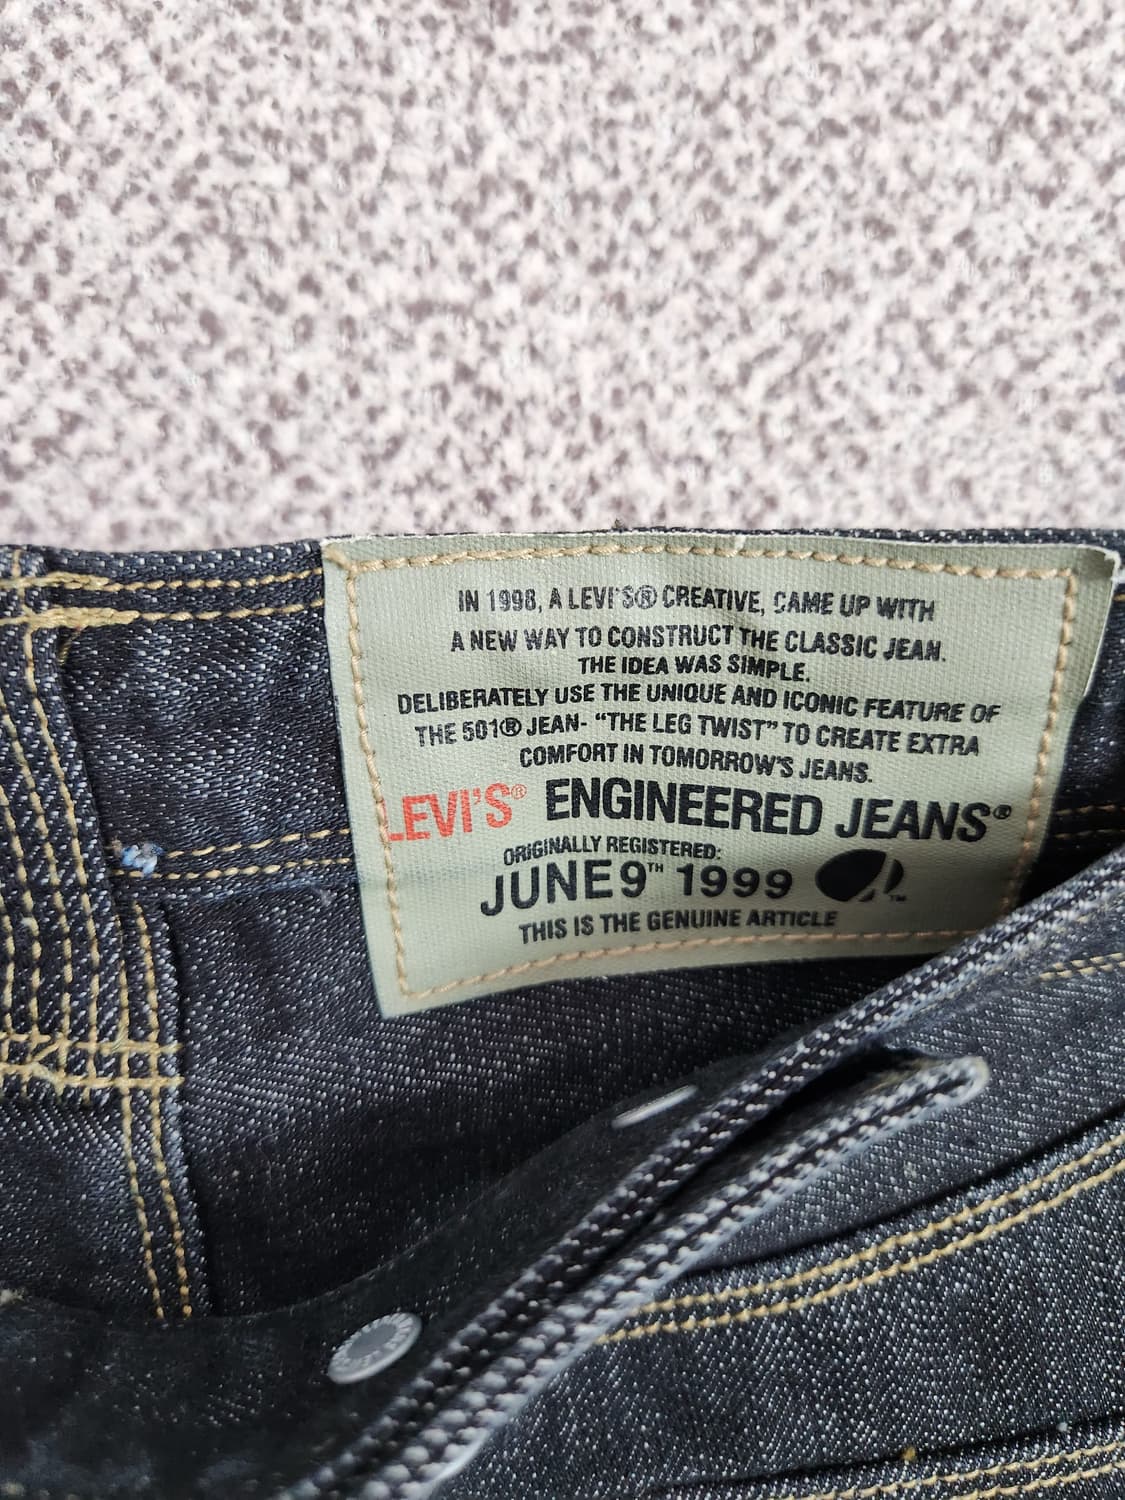 IN 1998, A LEVI'S® CREATIVE, CAME UP WITH
A NEW WAY TO CONSTRUCT THE CLASSIC JEAN.
THE IDEA WAS SIMPLE.
DELIBERATELY USE THE UNIQUE AND ICONIC FEATURE OF
THE 501® JEAN- "THE LEG TWIST" TO CREATE EXTRA
COMFORT IN TOMORROW'S JEANS.
LEVI'S® ENGINEERED JEANS®
ORIGINALLY REGISTERED:
JUNE 9TH 1999 ™
THIS IS THE GENUINE ARTICLE